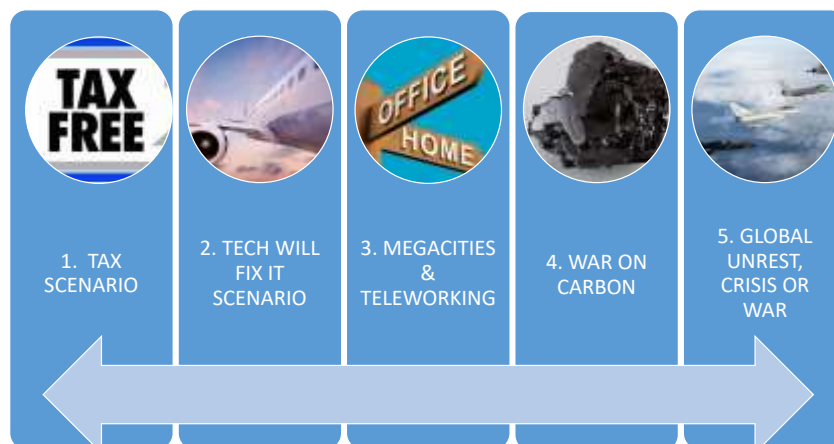 TAX
FREE
OFFICE
HOME
1. TAX
SCENARIO
2. TECH WILL
FIX IT
SCENARIO
3. MEGACITIES
&
TELEWORKING
4. WAR ON
CARBON
5. GLOBAL
UNREST,
CRISIS OR
WAR